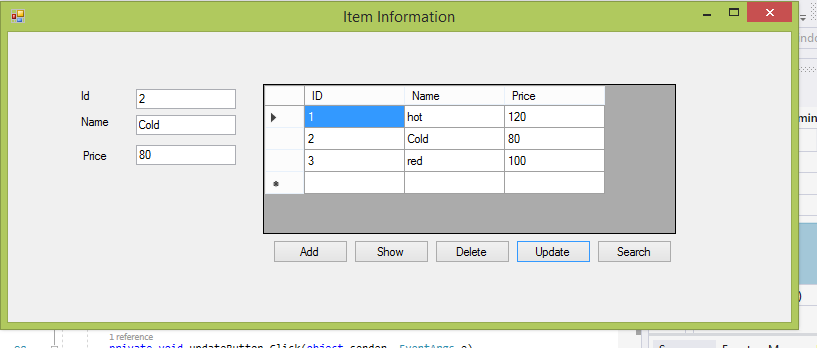 Item Information
Id 2
Name Cold
Price 80
ID Name Price
1 hot 120
2 Cold 80
3 red 100
Add Show Delete Update Search
1 reference
private void updateButton_Click(object sender, EventArgs e)